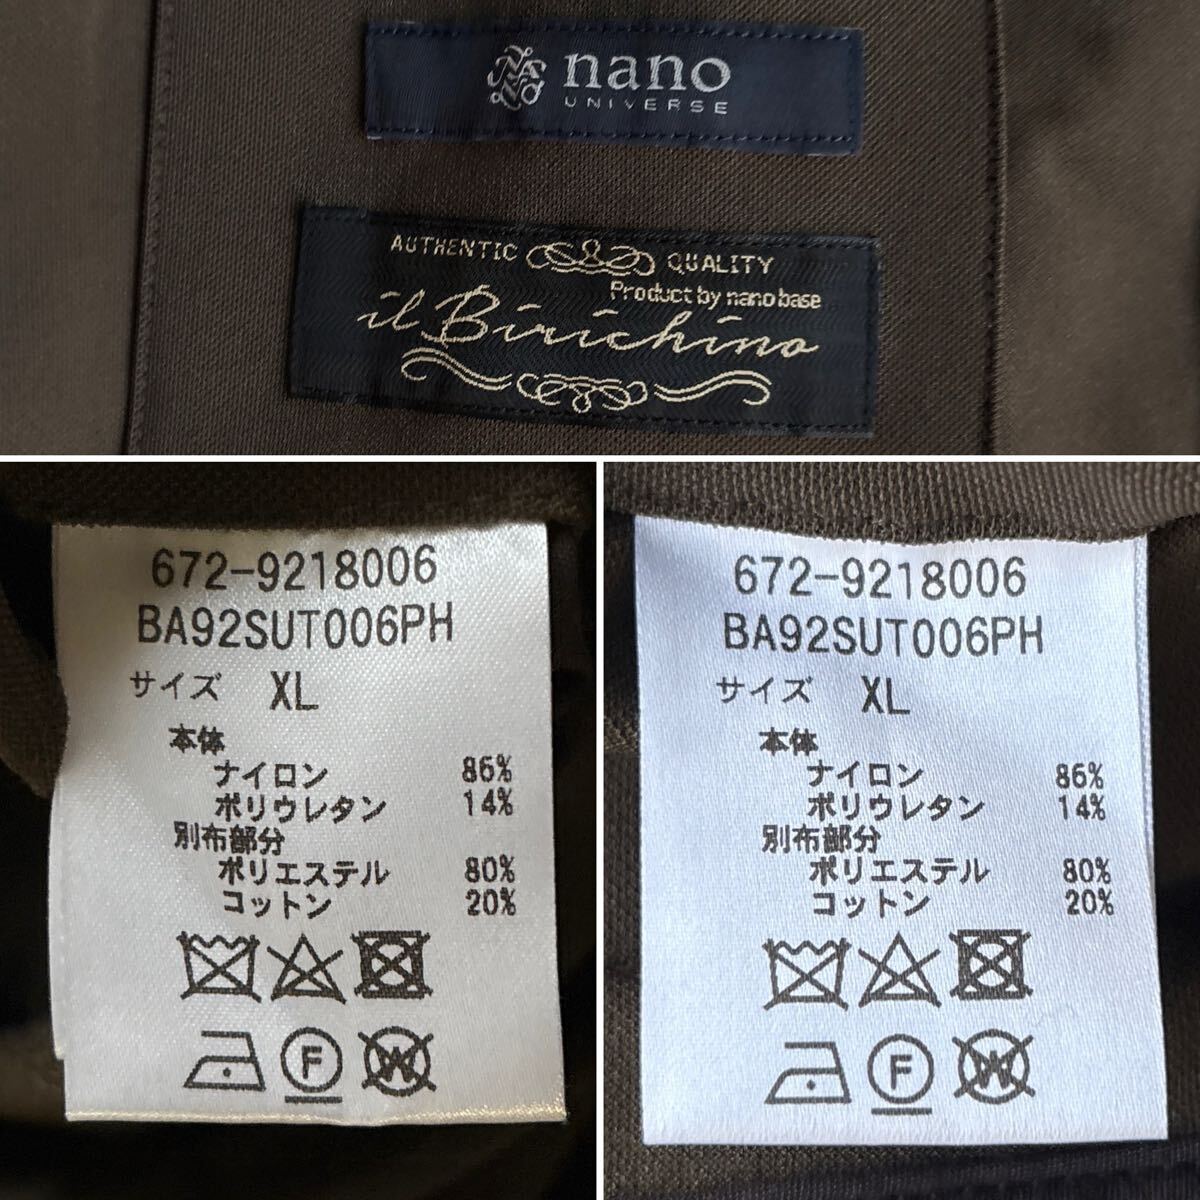 nano
UNIVERSE
AUTHENTIC QUALITY
Product by nano base
il Birichino
672-9218006
BA92SUT006PH
サイズ XL
本体
ナイロン 86%
ポリウレタン 14%
別布部分
ポリエステル 80%
コットン 20%
F
W
672-9218006
BA92SUT006PH
サイズ XL
本体
ナイロン 86%
ポリウレタン 14%
別布部分
ポリエステル 80%
コットン 20%
F
W